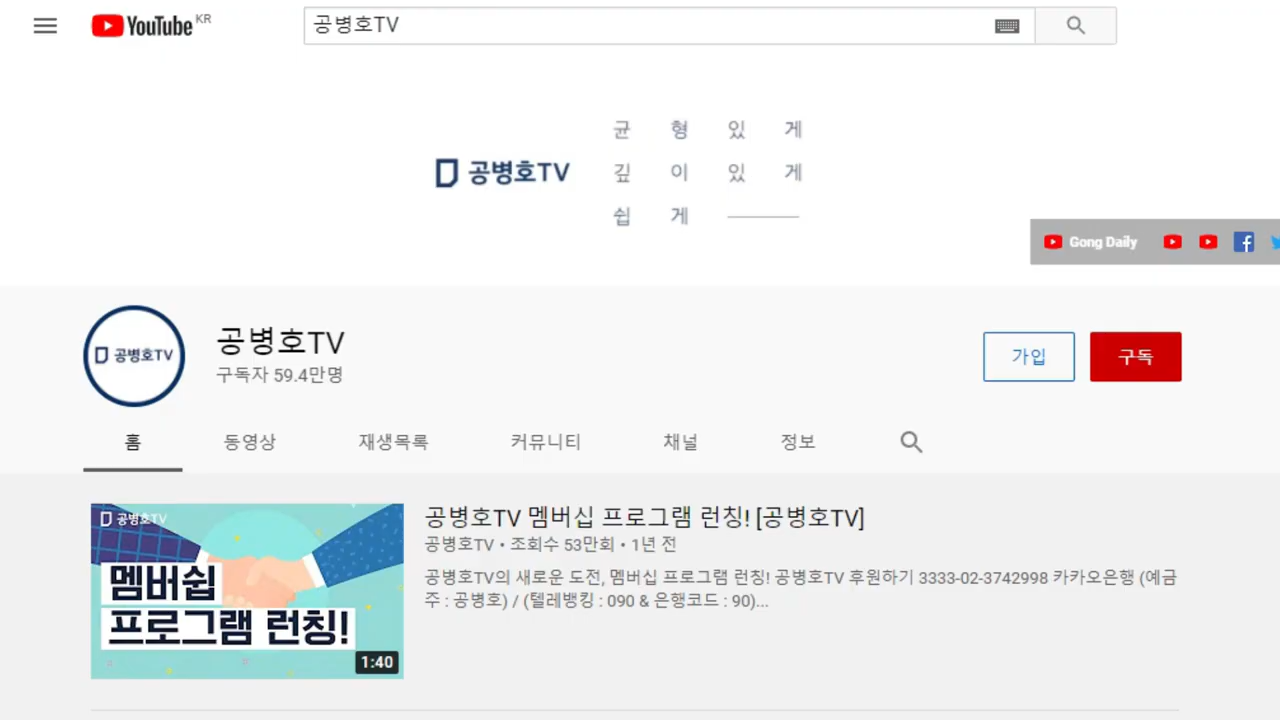 YouTube KR
공병호TV
균 형 있 게
공병호TV
깊 이 있 게
쉽 게
Gong Daily
공병호TV
공병호TV
구독자 59.4만명
가입
구독
홈 동영상 재생목록 커뮤니티 채널 정보
공병호TV
멤버쉽
프로그램 런칭!
1:40
공병호TV 멤버십 프로그램 런칭! [공병호TV]
공병호TV • 조회수 53만회 • 1년 전
공병호TV의 새로운 도전, 멤버십 프로그램 런칭! 공병호TV 후원하기 3333-02-3742998 카카오은행 (예금
주 : 공병호) / (텔레뱅킹 : 090 & 은행코드 : 90)...